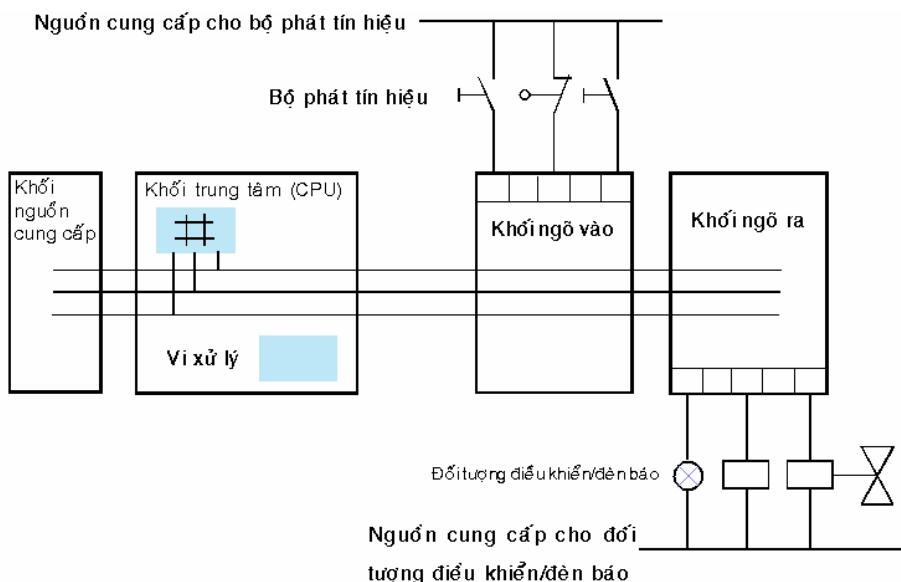 Nguồn cung cấp cho bộ phát tín hiệu
Bộ phát tín hiệu
Khối
nguồn
cung cấp
Khối trung tâm (CPU)
Vi xử lý
Khối ngõ vào
Khối ngõ ra
Đối tượng điều khiển/đèn báo
Nguồn cung cấp cho đối
tượng điều khiển/đèn báo